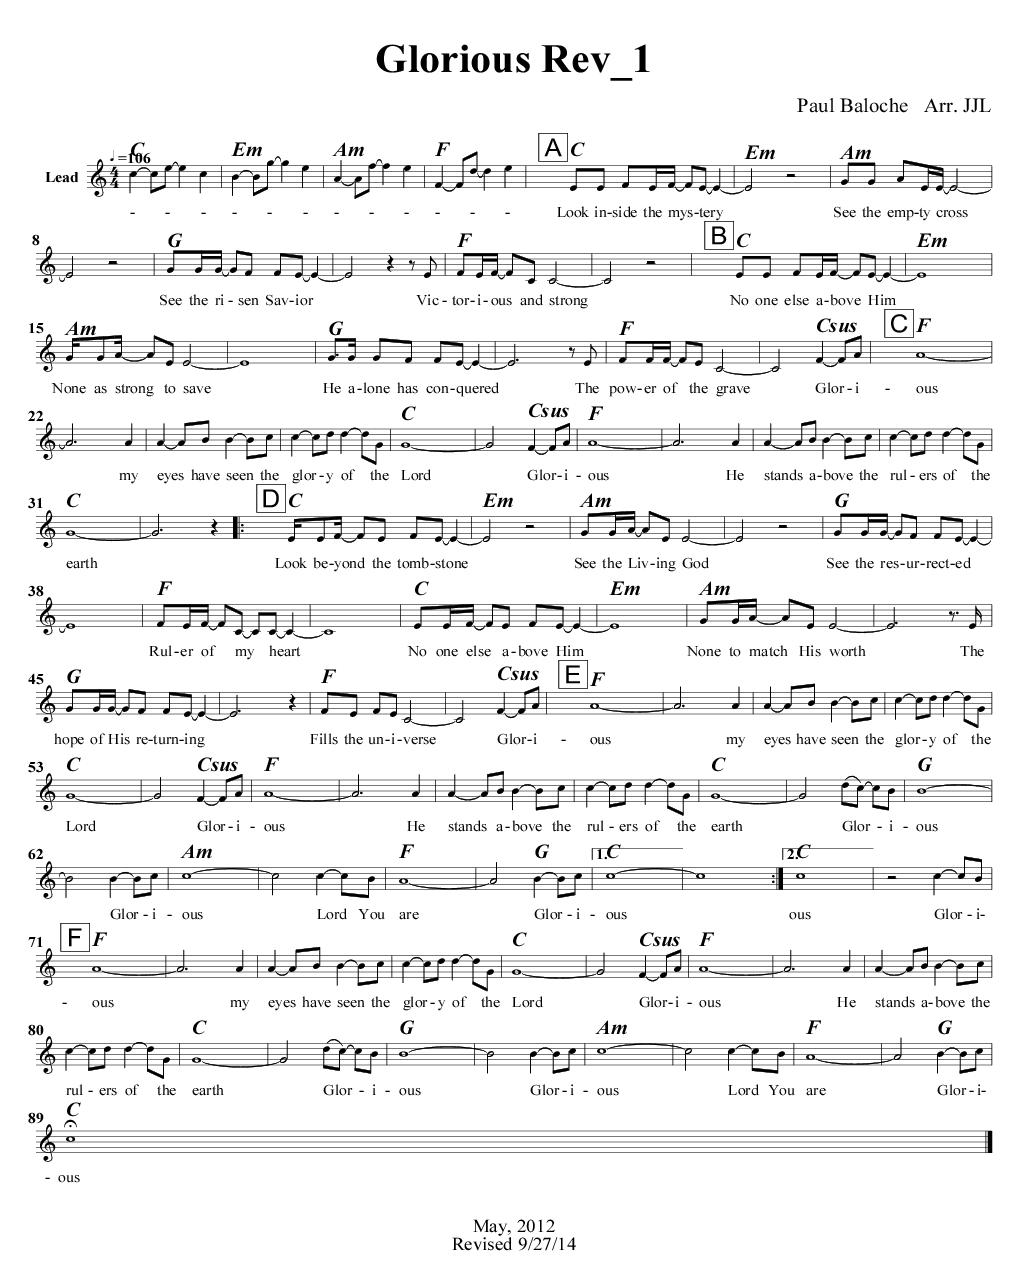 Glorious Rev_1
Paul Baloche Arr. JJL
♩=106
C Em Am F A C Em Am
Lead 4/4
- - - - - - - - - - - - Look in-side the mys-tery See the emp-ty cross
8 G F B C Em
See the ri-sen Sav-ior Vic-tor-i-ous and strong No one else a-bove Him
15 Am G F Csus C F
None as strong to save He a-lone has con-quered The pow-er of the grave Glor-i - ous
22 C Csus F
my eyes have seen the glor-y of the Lord Glor-i-ous He stands a-bove the rul-ers of the
31 C D C Em Am G
earth Look be-yond the tomb-stone See the Liv-ing God See the res-ur-rect-ed
38 F C Em Am
Rul-er of my heart No one else a-bove Him None to match His worth The
45 G F Csus E F
hope of His re-turn-ing Fills the un-i-verse Glor-i - ous my eyes have seen the glor-y of the
53 C Csus F C G
Lord Glor-i-ous He stands a-bove the rul-ers of the earth Glor-i-ous
62 Am F G 1. C 2. C
Glor-i-ous Lord You are Glor-i-ous ous Glor-i-
71 F F C Csus F
- ous my eyes have seen the glor-y of the Lord Glor-i-ous He stands a-bove the
80 C G Am F G
rul-ers of the earth Glor-i-ous Glor-i-ous Lord You are Glor-i-
89 C
- ous
May, 2012
Revised 9/27/14